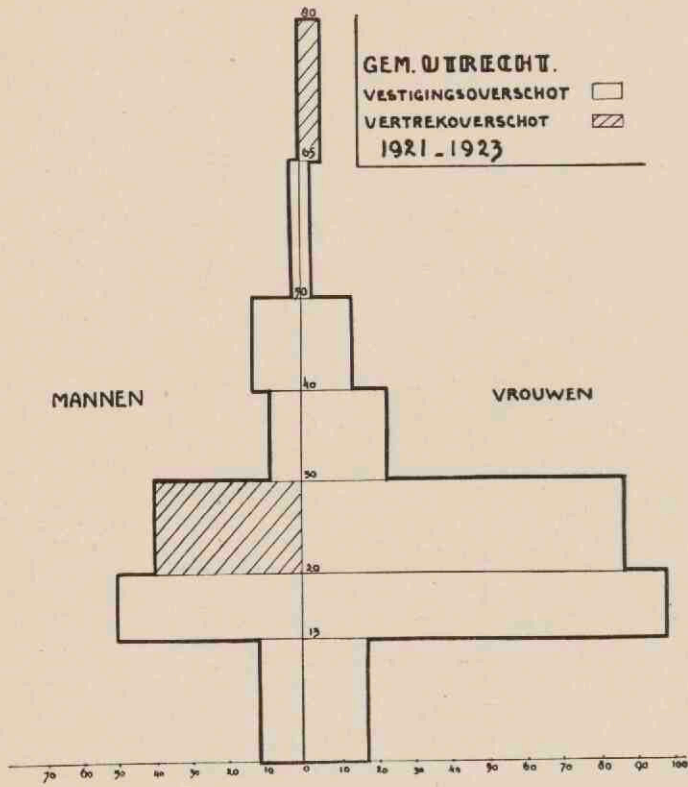 80
GEM. UTRECHT.
VESTIGINGSOVERSCHOT
VERTREKOVERSCHOT
1921-1923
65
50
40
MANNEN
VROUWEN
30
20
13
70 60 50 40 30 20 10 0 10 20 30 40 50 60 70 80 90 100